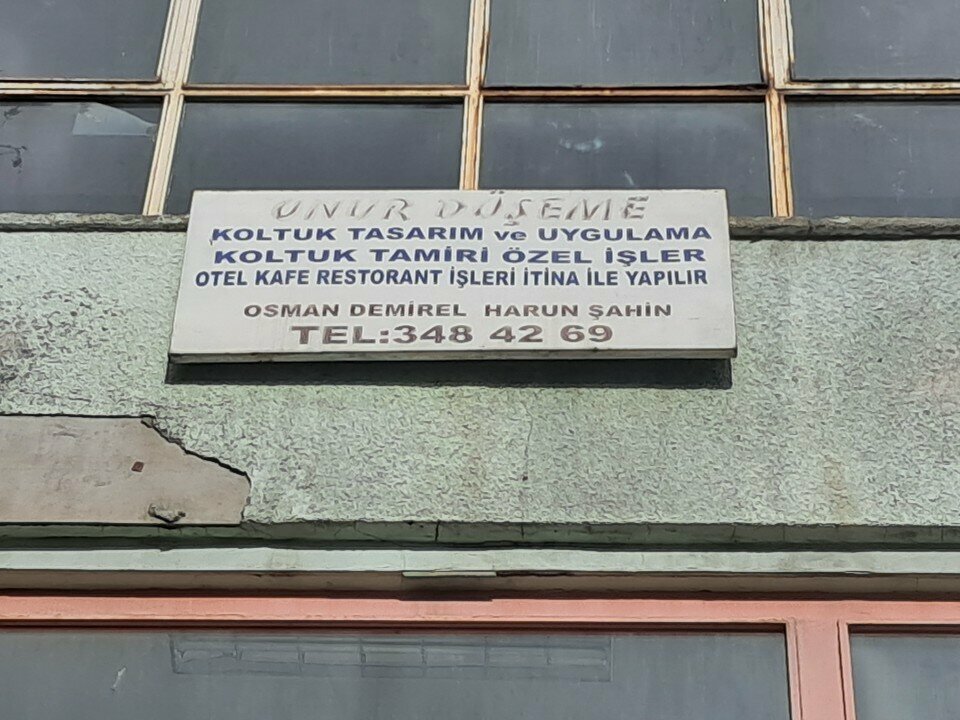 ONUR DÖŞEME
KOLTUK TASARIM ve UYGULAMA
KOLTUK TAMİRİ ÖZEL İŞLER
OTEL KAFE RESTORANT İŞLERİ İTİNA İLE YAPILIR
OSMAN DEMİREL HARUN ŞAHİN
TEL:348 42 69